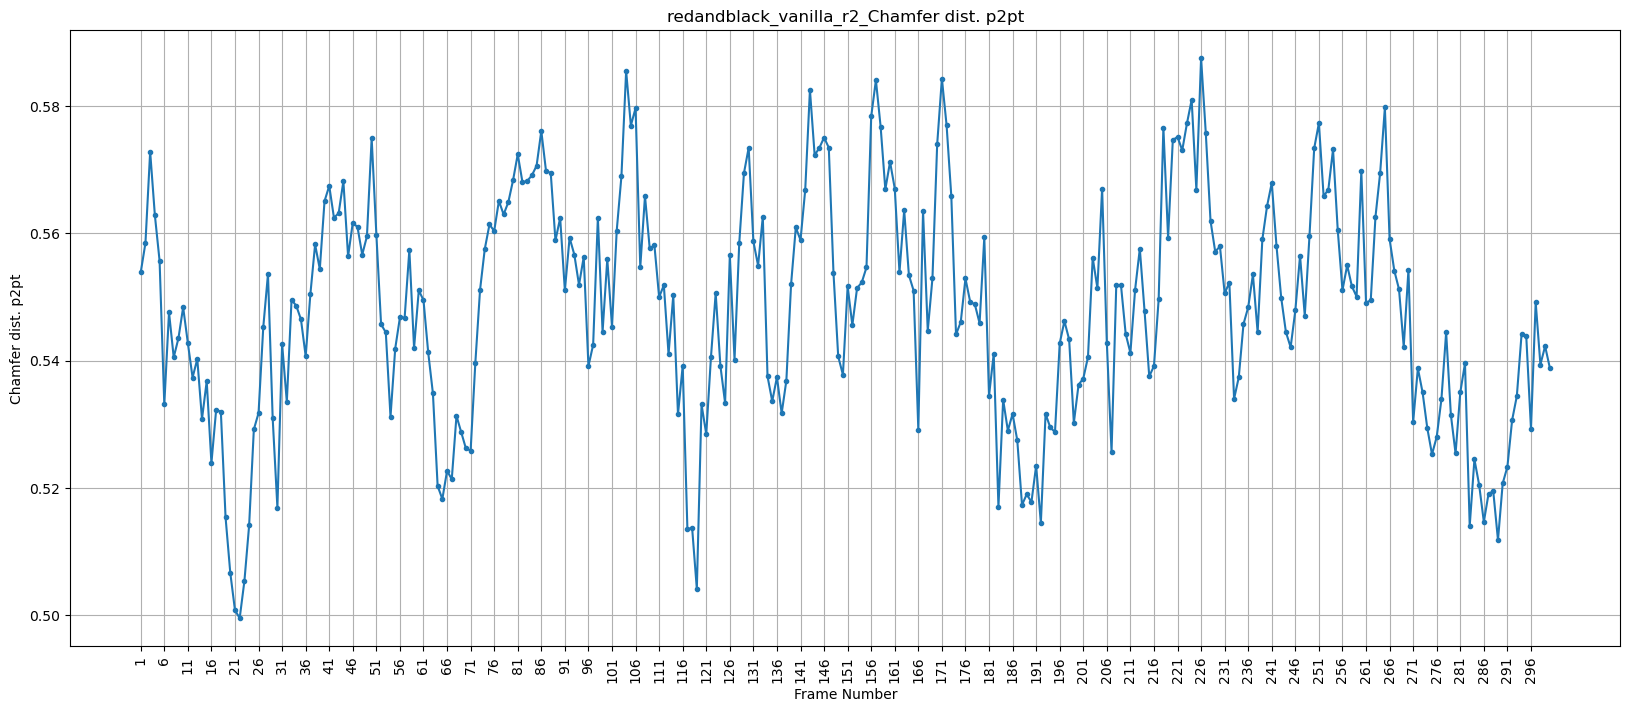 redandblack_vanilla_r2_Chamfer dist. p2pt
Chamfer dist. p2pt
0.58
0.56
0.54
0.52
0.50
1 6 11 16 21 26 31 36 41 46 51 56 61 66 71 76 81 86 91 96 101 106 111 116 121 126 131 136 141 146 151 156 161 166 171 176 181 186 191 196 201 206 211 216 221 226 231 236 241 246 251 256 261 266 271 276 281 286 291 296
Frame Number